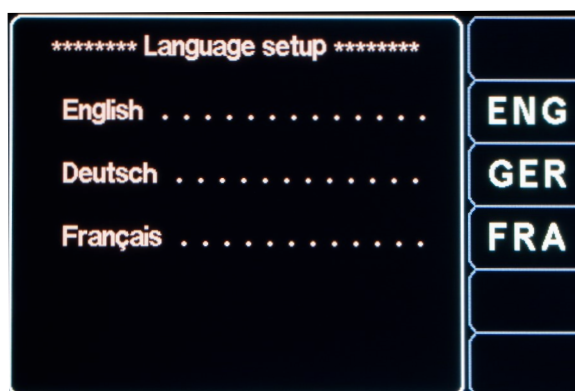 ******** Language setup ********
English . . . . . . . . . . . . . ENG
Deutsch . . . . . . . . . . . . GER
Français . . . . . . . . . . . . FRA